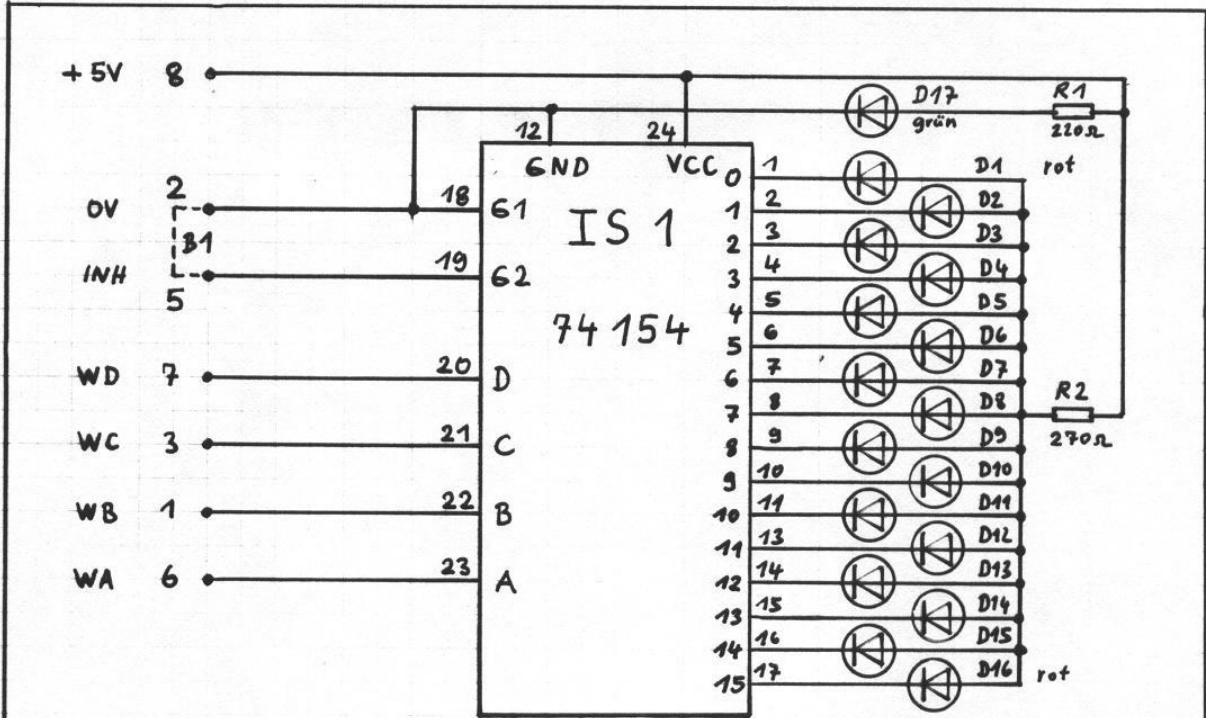 +5V 8
D17 grün
R1 220Ω
12 24
GND VCC
0 1 D1 rot
2
0V
18 G1
IS 1
1 2 D2
B1
2 3 D3
INH
19 G2
3 4 D4
5
4 5 D5
74154
5 6 D6
WD 7 20 D
6 7 D7
7 8 D8
R2 270Ω
WC 3 21 C
8 9 D9
9 10 D10
WB 1 22 B
10 11 D11
11 13 D12
WA 6 23 A
12 14 D13
13 15 D14
14 16 D15
15 17 D16 rot